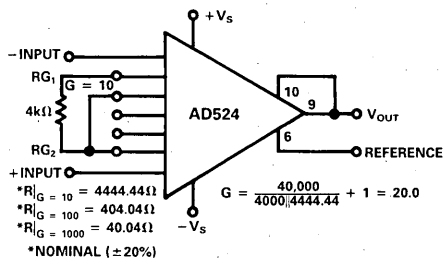 +VS
−INPUT
RG1
G = 10
10
4kΩ
AD524
9
VOUT
6
RG2
REFERENCE
+INPUT
*R|G = 10 = 4444.44Ω
*R|G = 100 = 404.04Ω
*R|G = 1000 = 40.04Ω
*NOMINAL (±20%)
G = 40,000 / 4000||4444.44 + 1 = 20.0
−VS